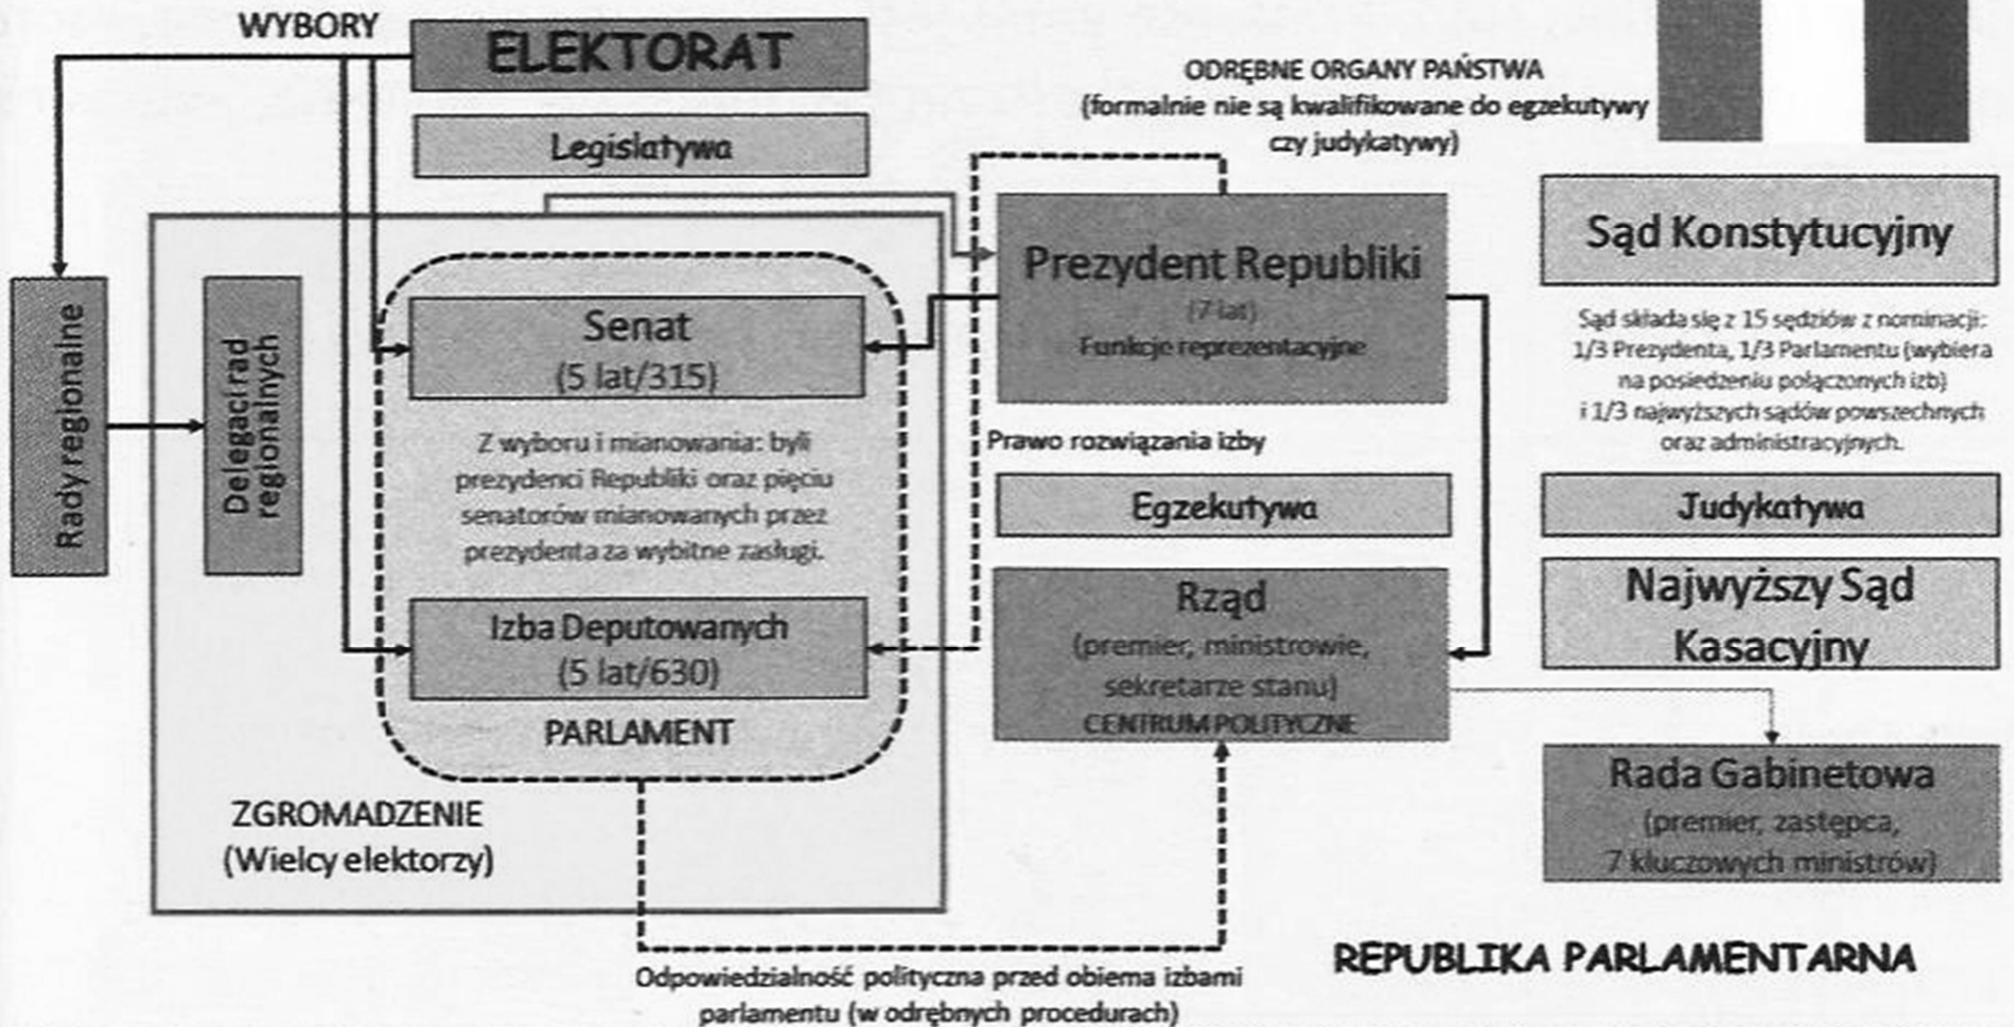 WYBORY
ELEKTORAT
Legislatywa
ODRĘBNE ORGANY PAŃSTWA
(formalnie nie są kwalifikowane do egzekutywy
czy judykatywy)
Rady regionalne
Delegaci rad
regionalnych
Senat
(5 lat/315)
Z wyboru i mianowania: byli
prezydenci Republiki oraz pięciu
senatorów mianowanych przez
prezydenta za wybitne zasługi.
Izba Deputowanych
(5 lat/630)
PARLAMENT
ZGROMADZENIE
(Wielcy elektorzy)
Prezydent Republiki
(7 lat)
Funkcje reprezentacyjne
Prawo rozwiązania izby
Egzekutywa
Rząd
(premier, ministrowie,
sekretarze stanu)
CENTRUM POLITYCZNE
Sąd Konstytucyjny
Sąd składa się z 15 sędziów z nominacji:
1/3 Prezydenta, 1/3 Parlamentu (wybiera
na posiedzeniu połączonych izb)
i 1/3 najwyższych sądów powszechnych
oraz administracyjnych.
Judykatywa
Najwyższy Sąd
Kasacyjny
Rada Gabinetowa
(premier, zastępca,
7 kluczowych ministrów)
Odpowiedzialność polityczna przed obiema izbami
parlamentu (w odrębnych procedurach)
REPUBLIKA PARLAMENTARNA